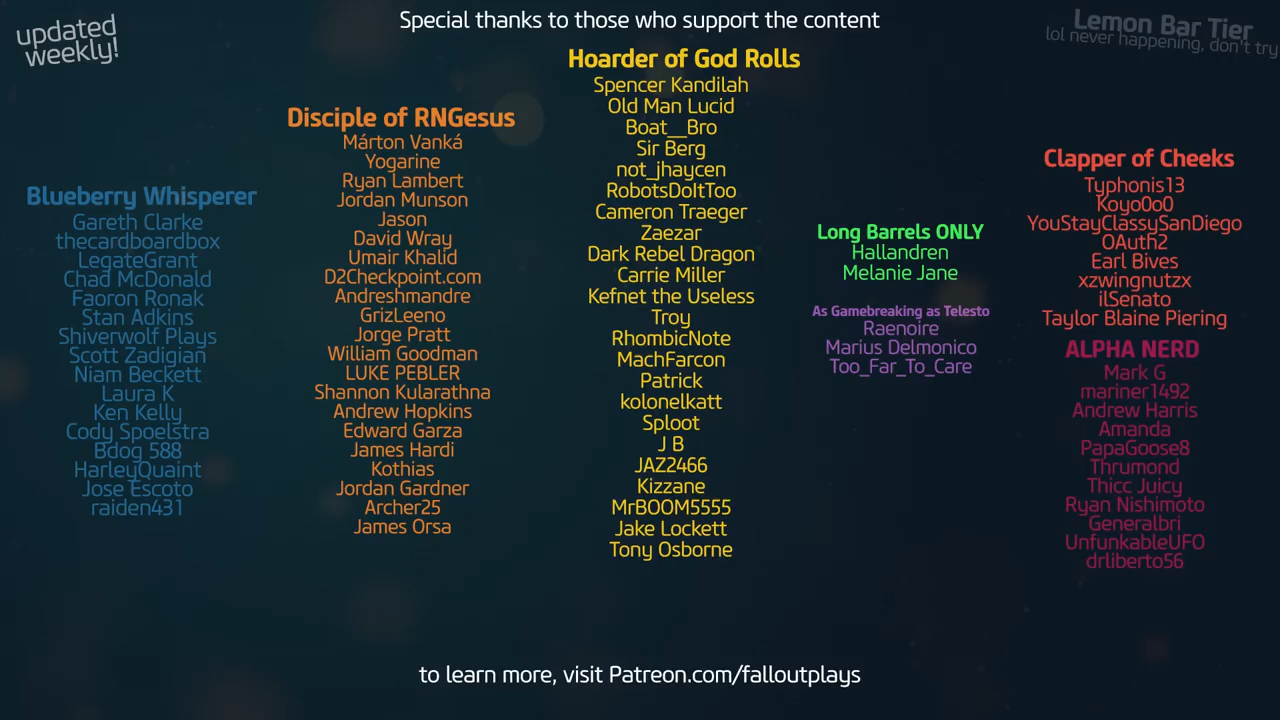 updated
weekly!
Special thanks to those who support the content
Lemon Bar Tier
lol never happening, don't try
Blueberry Whisperer
Gareth Clarke
thecardboardbox
LegateGrant
Chad McDonald
Faoron Ronak
Stan Adkins
Shiverwolf Plays
Scott Zadigian
Niam Beckett
Laura K
Ken Kelly
Cody Spoelstra
Bdog 588
HarleyQuaint
Jose Escoto
raiden431
Disciple of RNGesus
Márton Vanká
Yogarine
Ryan Lambert
Jordan Munson
Jason
David Wray
Umair Khalid
D2Checkpoint.com
Andreshmandre
GrizLeeno
Jorge Pratt
William Goodman
LUKE PEBLER
Shannon Kularathna
Andrew Hopkins
Edward Garza
James Hardi
Kothias
Jordan Gardner
Archer25
James Orsa
Hoarder of God Rolls
Spencer Kandilah
Old Man Lucid
Boat__Bro
Sir Berg
not_jhaycen
RobotsDoItToo
Cameron Traeger
Zaezar
Dark Rebel Dragon
Carrie Miller
Kefnet the Useless
Troy
RhombicNote
MachFarcon
Patrick
kolonelkatt
Sploot
J B
JAZ2466
Kizzane
MrBOOM5555
Jake Lockett
Tony Osborne
Long Barrels ONLY
Hallandren
Melanie Jane
As Gamebreaking as Telesto
Raenoire
Marius Delmonico
Too_Far_To_Care
Clapper of Cheeks
Typhonis13
Koyo0o0
YouStayClassySanDiego
OAuth2
Earl Bives
xzwingnutzx
ilSenato
Taylor Blaine Piering
ALPHA NERD
Mark G
mariner1492
Andrew Harris
Amanda
PapaGoose8
Thrumond
Thicc Juicy
Ryan Nishimoto
Generalbri
UnfunkableUFO
drliberto56
to learn more, visit Patreon.com/falloutplays